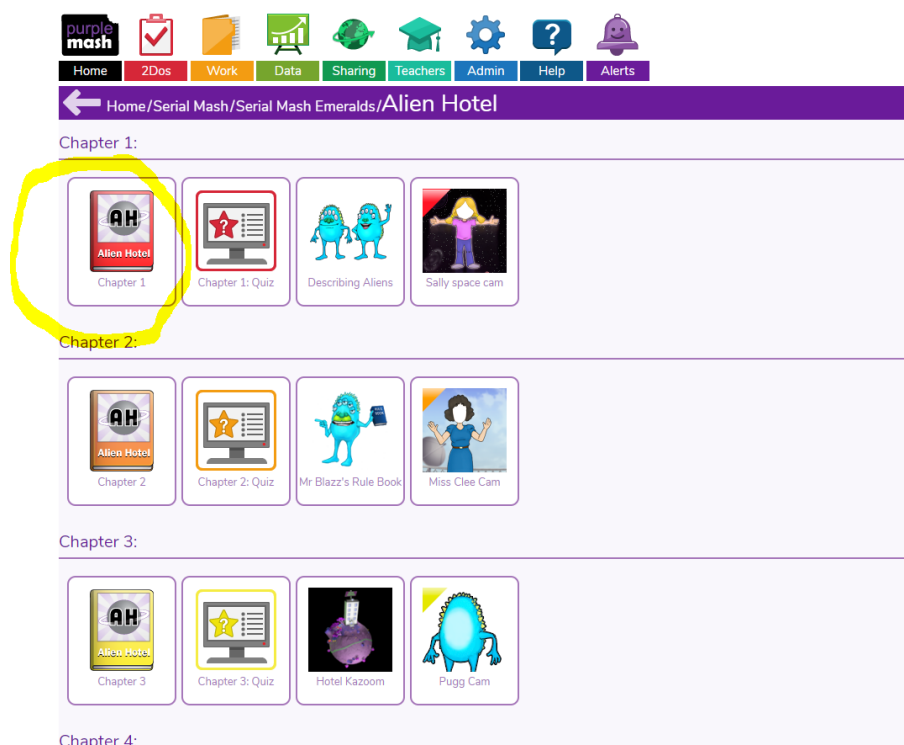 purple
mash
Home 2Dos Work Data Sharing Teachers Admin Help Alerts
Home/Serial Mash/Serial Mash Emeralds/Alien Hotel
Chapter 1:
AH
Alien Hotel
?
Chapter 1 Chapter 1: Quiz Describing Aliens Sally space cam
Chapter 2:
AH
Alien Hotel
?
Chapter 2 Chapter 2: Quiz Mr Blazz's Rule Book Miss Clee Cam
Chapter 3:
AH
Alien Hotel
?
Chapter 3 Chapter 3: Quiz Hotel Kazoom Pugg Cam
Chapter 4: